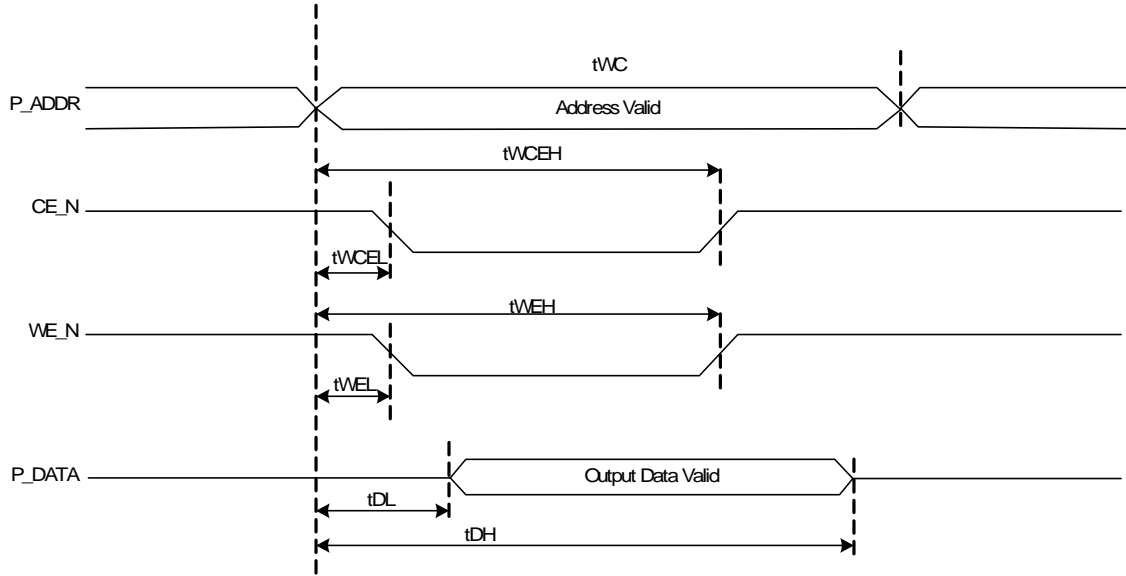 tWC
P_ADDR
Address Valid
tWCEH
CE_N
tWCEL
tWEH
WE_N
tWEL
P_DATA
Output Data Valid
tDL
tDH